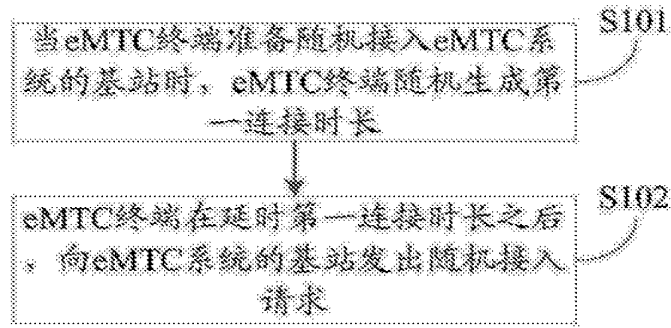 当eMTC终端准备随机接入eMTC系
统的基站时，eMTC终端随机生成第
一连接时长
S101
eMTC终端在延时第一连接时长之后
，向eMTC系统的基站发出随机接入
请求
S102